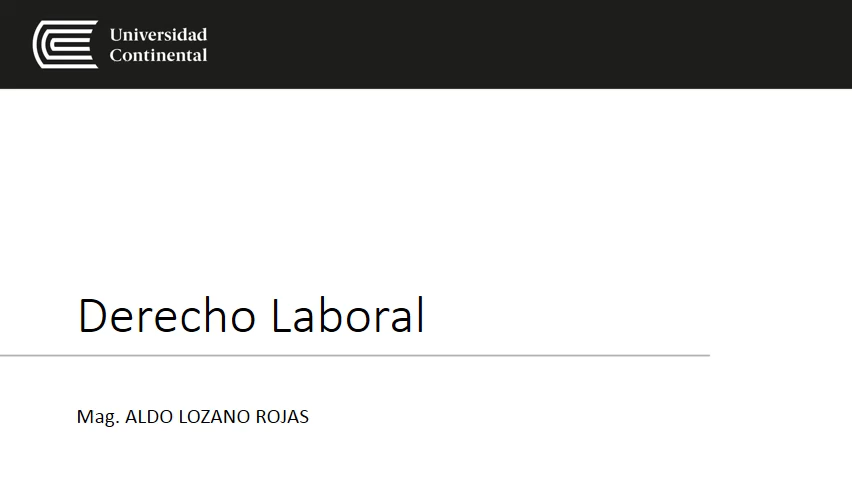 Universidad
Continental
Derecho Laboral
Mag. ALDO LOZANO ROJAS